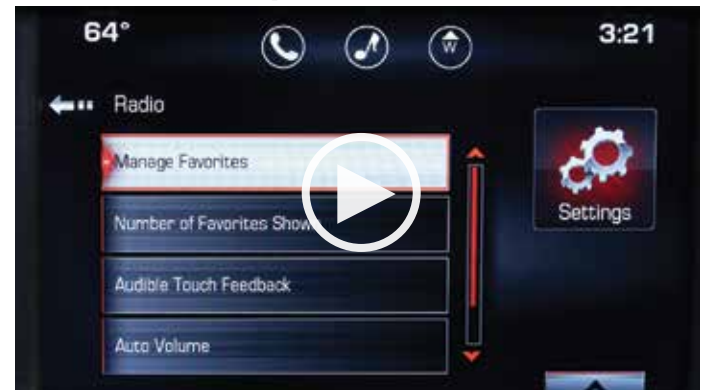 64° 3:21
W
Radio
Manage Favorites
Number of Favorites Show
Audible Touch Feedback
Auto Volume
Settings